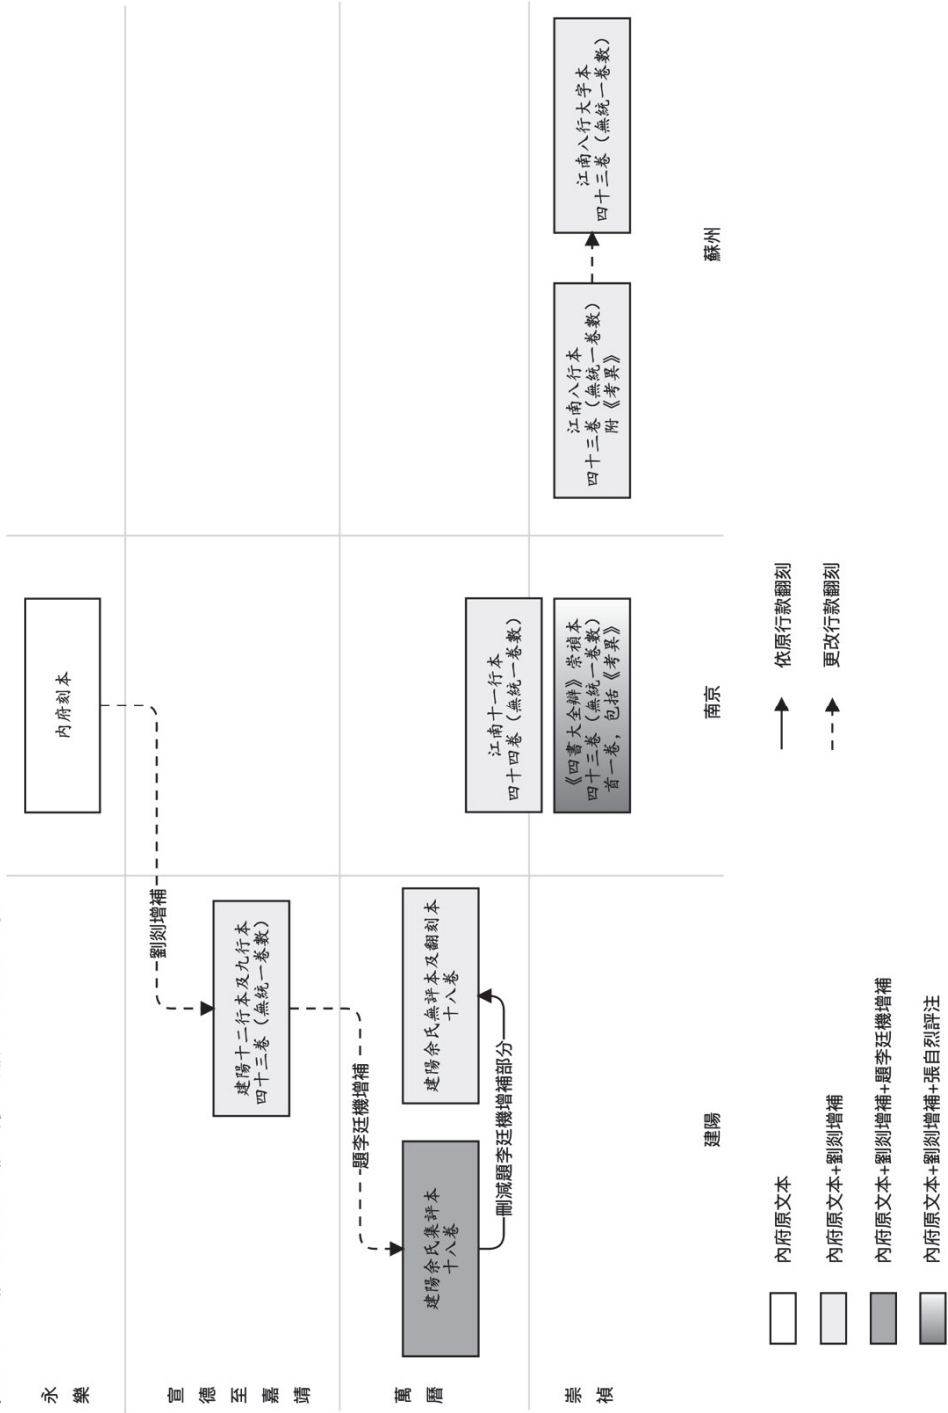 永樂
宣德至嘉靖
萬曆
崇禎
內府刻本
劉剡增補
建陽十二行本及九行本
四十三卷（無統一卷數）
題李廷機增補
建陽余氏集評本
十八卷
刪減題李廷機增補部分
建陽余氏無評本及翻刻本
十八卷
江南十一行本
四十四卷（無統一卷數）
《四書大全辯》崇禎本
四十三卷（無統一卷數）
首一卷，包括《考異》
江南八行本
四十三卷（無統一卷數）
附《考異》
江南八行大字本
四十三卷（無統一卷數）
建陽
南京
蘇州
內府原文本
內府原文本+劉剡增補
內府原文本+劉剡增補+題李廷機增補
內府原文本+劉剡增補+張自烈評注
依原行款翻刻
更改行款翻刻